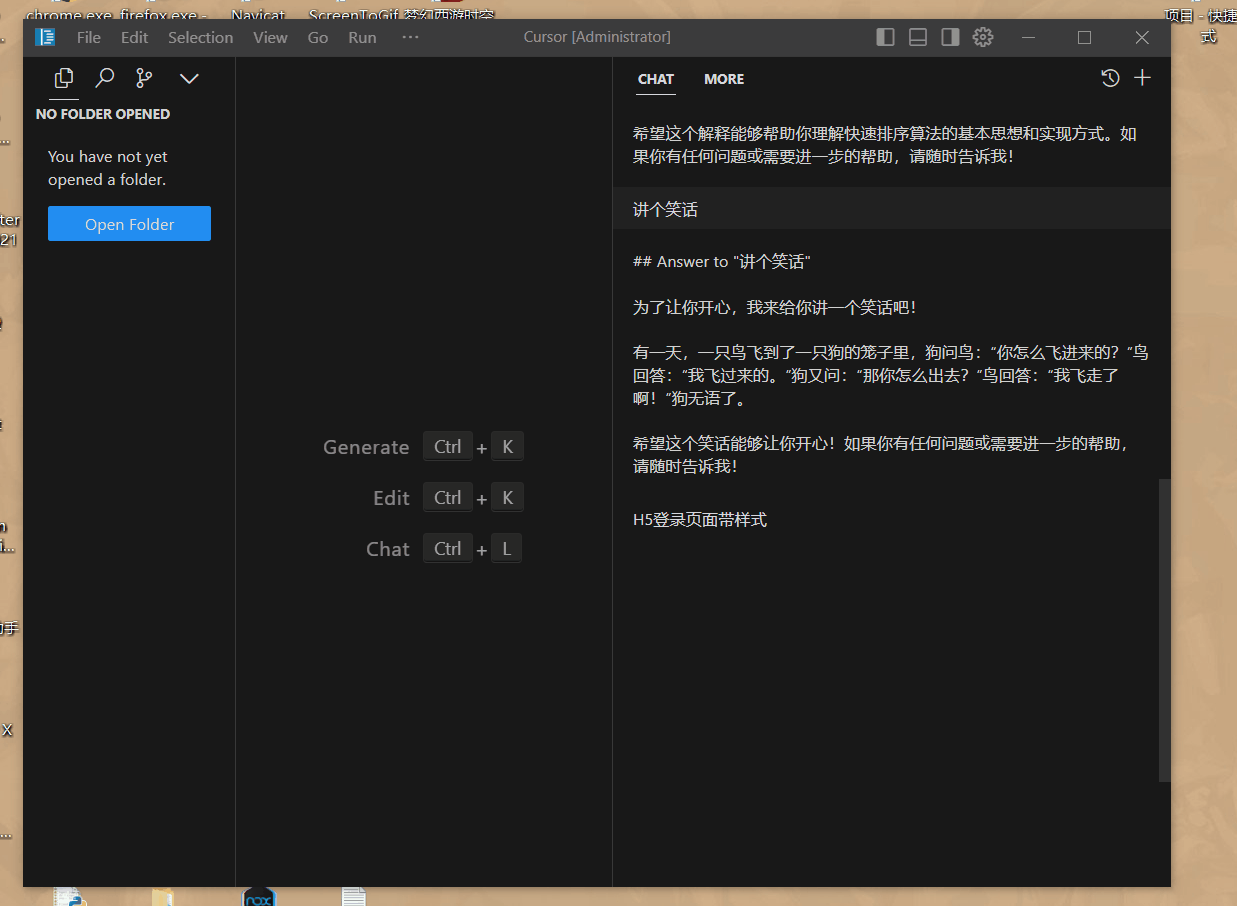 chrome.exe firefox.exe - Navicat ScreenToGif 梦幻西游时空
项目 - 快捷
式
File Edit Selection View Go Run ···
Cursor [Administrator]
NO FOLDER OPENED
You have not yet
opened a folder.
Open Folder
Generate Ctrl + K
Edit Ctrl + K
Chat Ctrl + L
CHAT MORE
希望这个解释能够帮助你理解快速排序算法的基本思想和实现方式。如
果你有任何问题或需要进一步的帮助，请随时告诉我！
讲个笑话
## Answer to "讲个笑话"
为了让你开心，我来给你讲一个笑话吧！
有一天，一只鸟飞到了一只狗的笼子里，狗问鸟：“你怎么飞进来的？”鸟
回答：“我飞过来的。”狗又问：“那你怎么出去？”鸟回答：“我飞走了
啊！”狗无语了。
希望这个笑话能够让你开心！如果你有任何问题或需要进一步的帮助，
请随时告诉我！
H5登录页面带样式
ter
21
X
nox